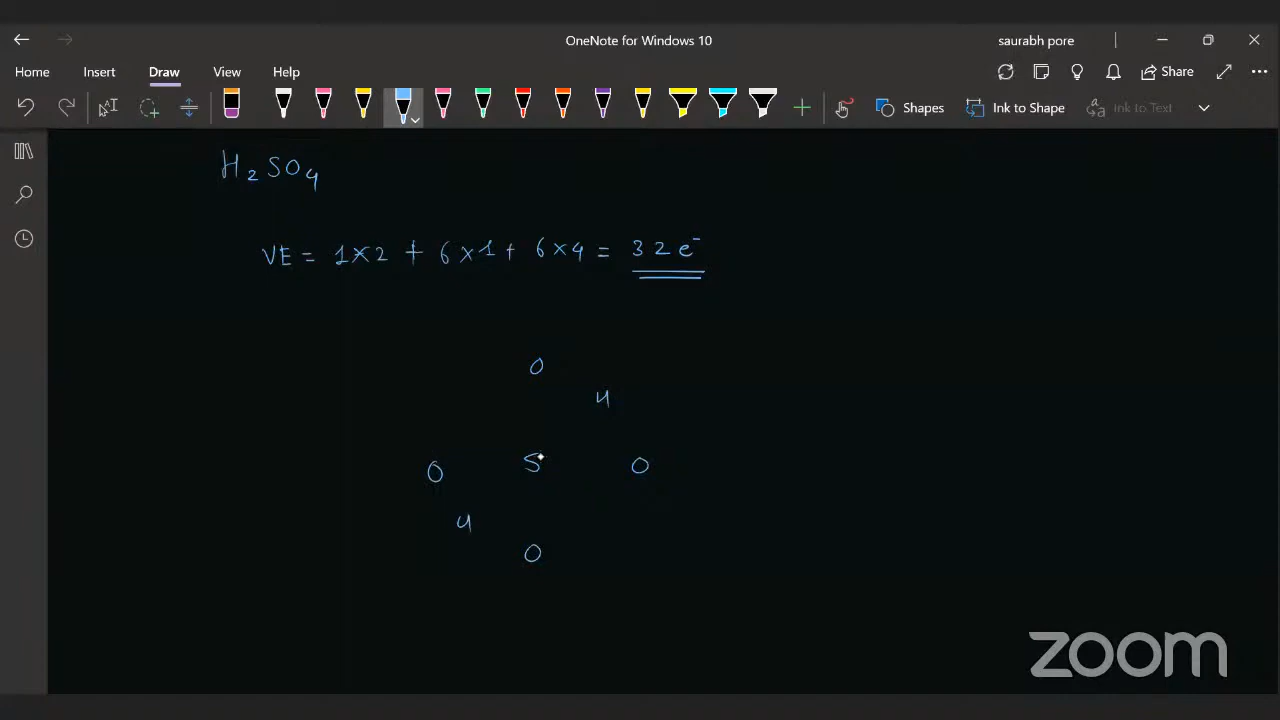 OneNote for Windows 10
saurabh pore
Home Insert Draw View Help
Share
Shapes Ink to Shape Ink to Text
H₂SO₄
VE = 1×2 + 6×1 + 6×4 = 32 e⁻
O
H
O S O
H
O
zoom